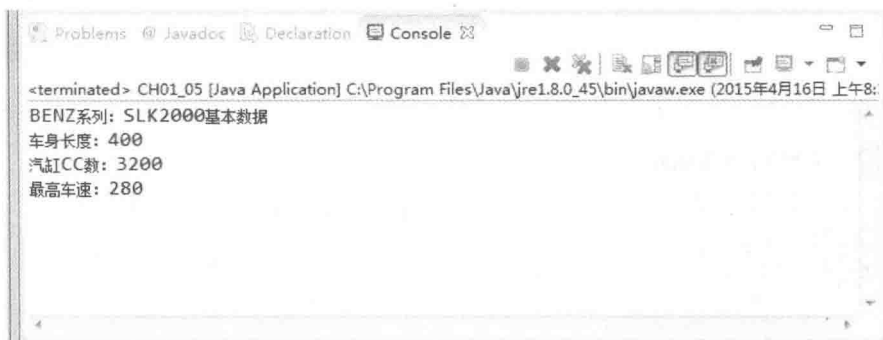 Problems @ Javadoc Declaration Console
<terminated> CH01_05 [Java Application] C:\Program Files\Java\jre1.8.0_45\bin\javaw.exe (2015年4月16日 上午8:
BENZ系列: SLK2000基本数据
车身长度: 400
汽缸CC数: 3200
最高车速: 280